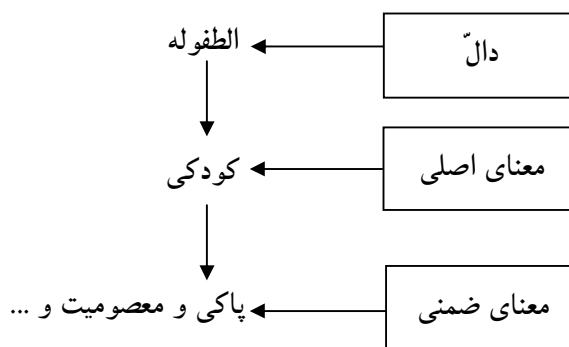 دالّ
الطفوله
معنای اصلی
کودکی
معنای ضمنی
پاکی و معصومیت و ...